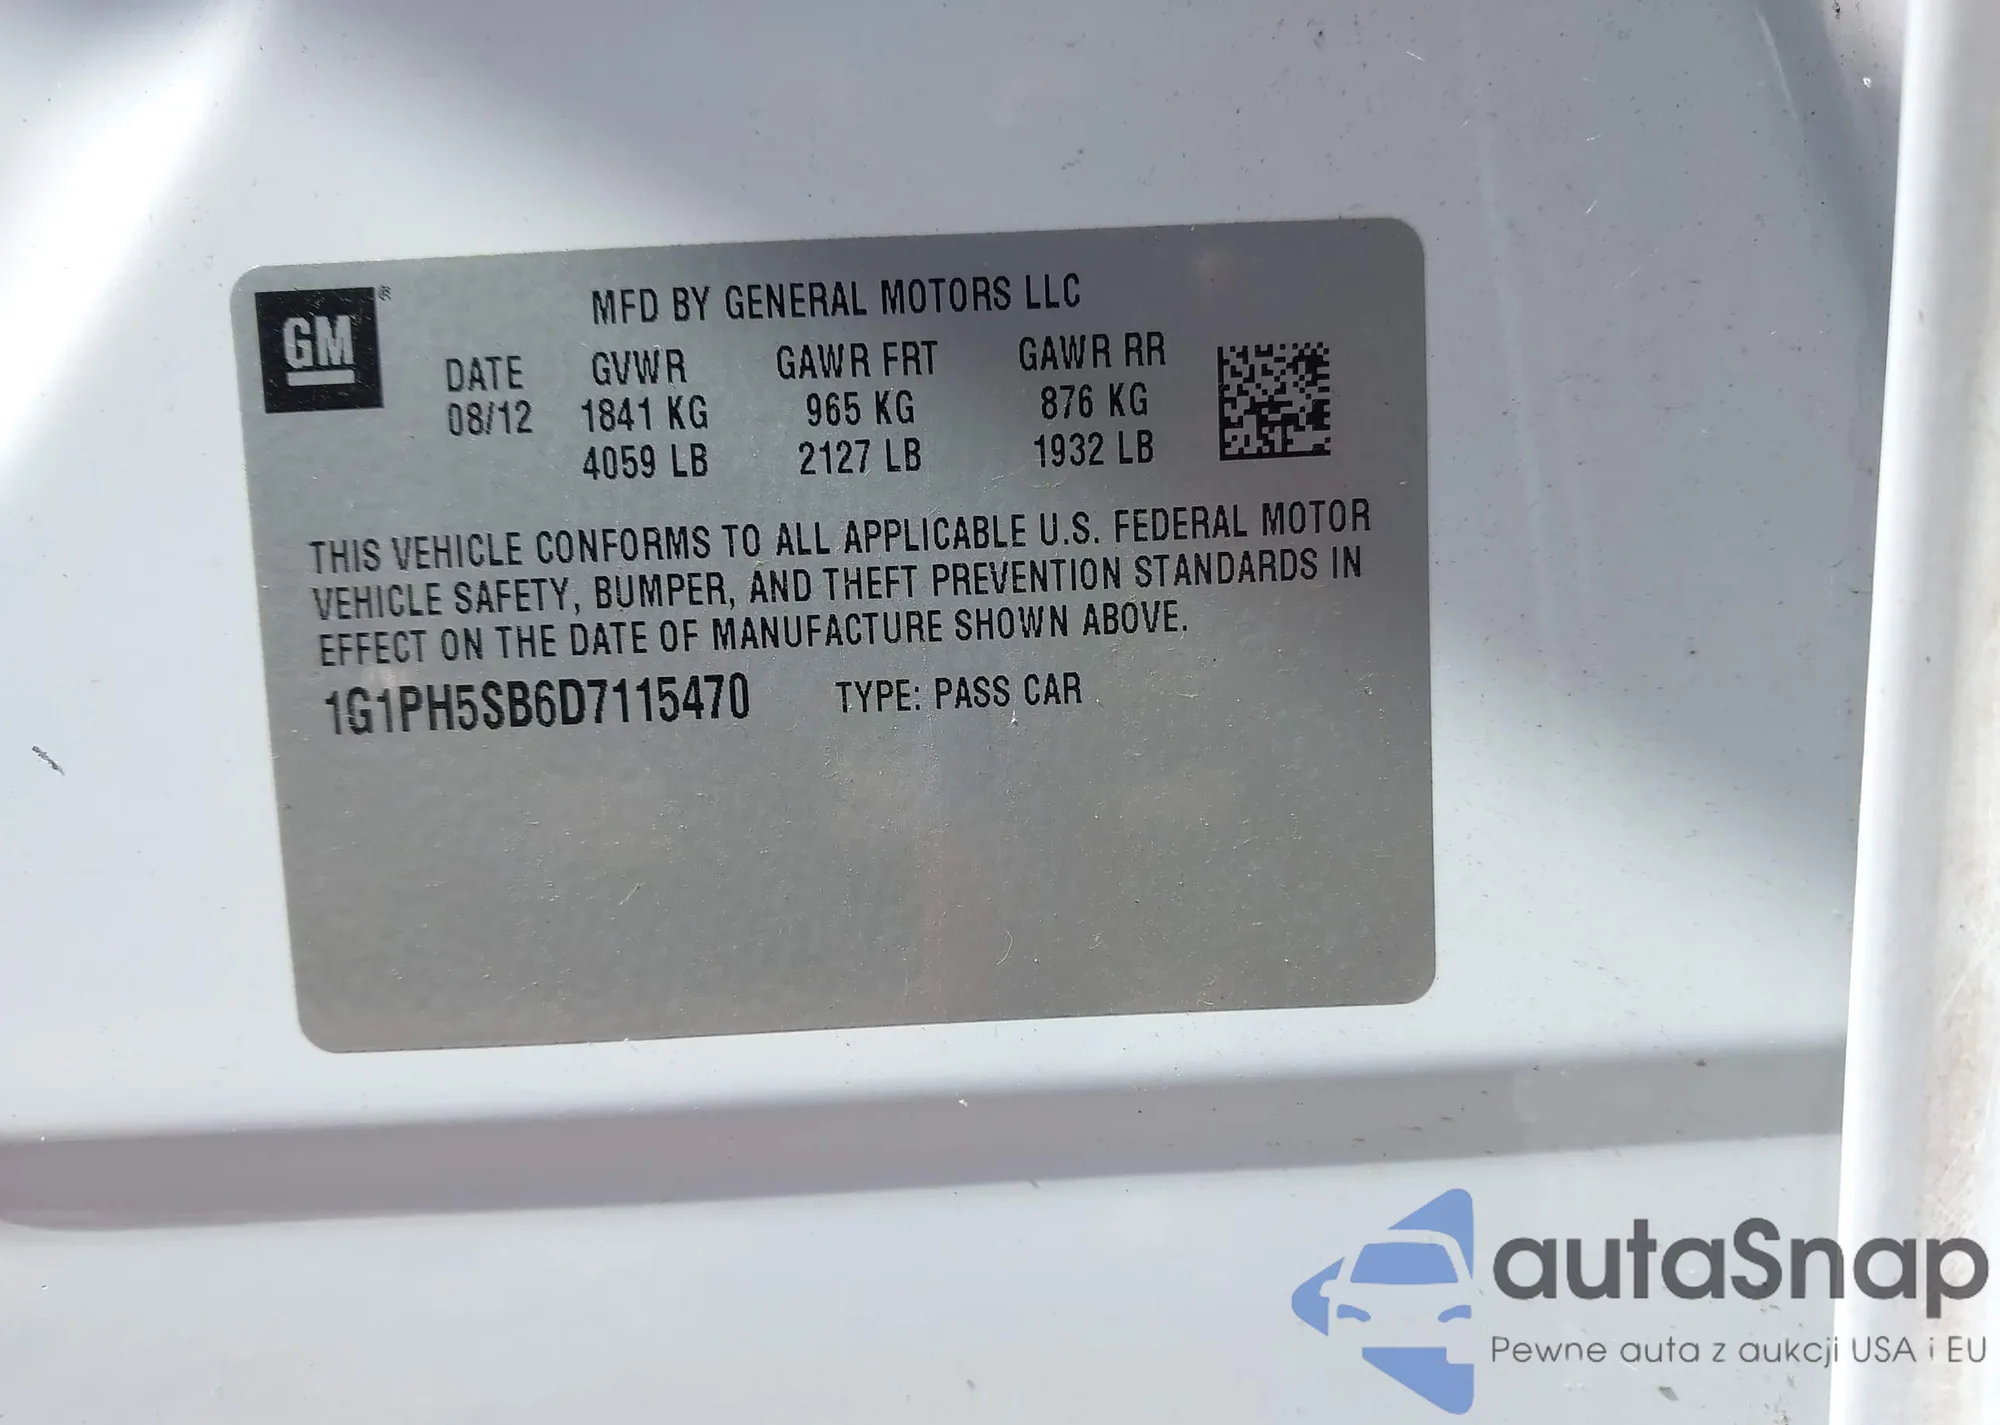 GM ®
MFD BY GENERAL MOTORS LLC
DATE GVWR GAWR FRT GAWR RR
08/12 1841 KG 965 KG 876 KG
4059 LB 2127 LB 1932 LB
THIS VEHICLE CONFORMS TO ALL APPLICABLE U.S. FEDERAL MOTOR
VEHICLE SAFETY, BUMPER, AND THEFT PREVENTION STANDARDS IN
EFFECT ON THE DATE OF MANUFACTURE SHOWN ABOVE.
1G1PH5SB6D7115470 TYPE: PASS CAR
autaSnap
Pewne auta z aukcji USA i EU